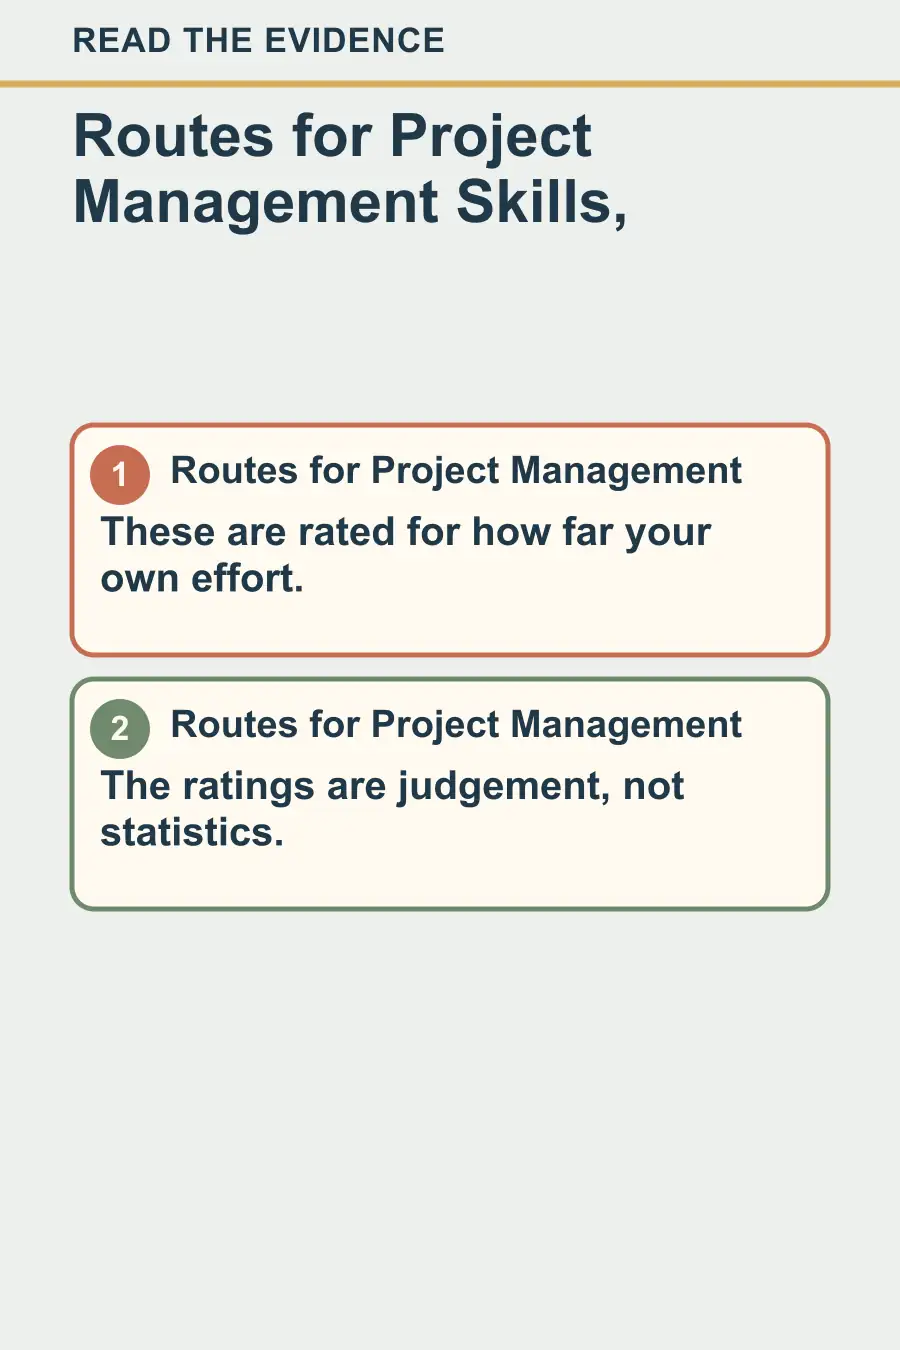 READ THE EVIDENCE
Routes for Project
Management Skills,
1 Routes for Project Management
These are rated for how far your
own effort.
2 Routes for Project Management
The ratings are judgement, not
statistics.